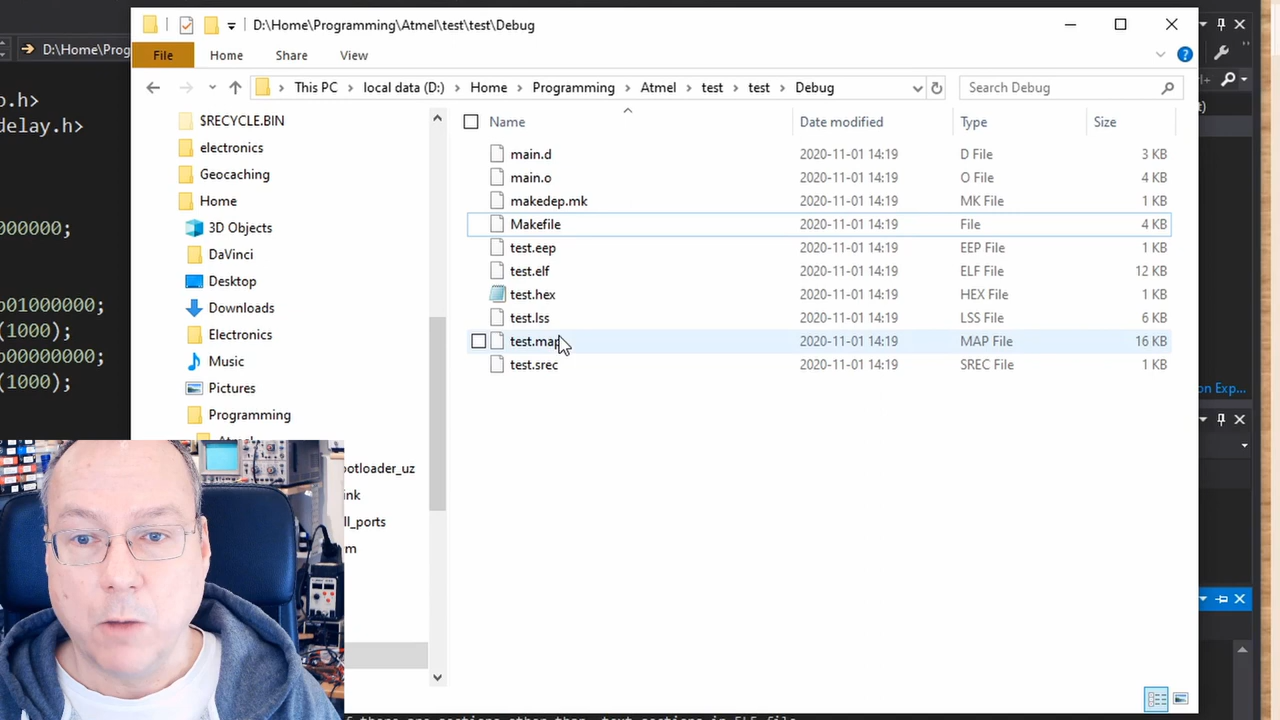 D:\Home\Programming\Atmel\test\test\Debug
File Home Share View
This PC local data (D:) Home Programming Atmel test test Debug
Search Debug
Name Date modified Type Size
main.d 2020-11-01 14:19 D File 3 KB
main.o 2020-11-01 14:19 O File 4 KB
makedep.mk 2020-11-01 14:19 MK File 1 KB
Makefile 2020-11-01 14:19 File 4 KB
test.eep 2020-11-01 14:19 EEP File 1 KB
test.elf 2020-11-01 14:19 ELF File 12 KB
test.hex 2020-11-01 14:19 HEX File 1 KB
test.lss 2020-11-01 14:19 LSS File 6 KB
test.map 2020-11-01 14:19 MAP File 16 KB
test.srec 2020-11-01 14:19 SREC File 1 KB
$RECYCLE.BIN
electronics
Geocaching
Home
3D Objects
DaVinci
Desktop
Downloads
Electronics
Music
Pictures
Programming
ootloader_uz
ink
ll_ports
m
D:\Home\Prog
p.h>
delay.h>
000000;
b01000000;
(1000);
b00000000;
(1000);
on Exp...